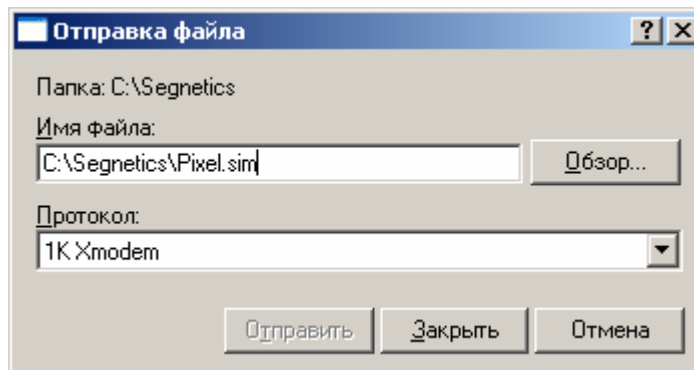 Отправка файла
Папка: C:\Segnetics
Имя файла:
C:\Segnetics\Pixel.sim
Обзор...
Протокол:
1K Xmodem
Отправить Закрыть Отмена